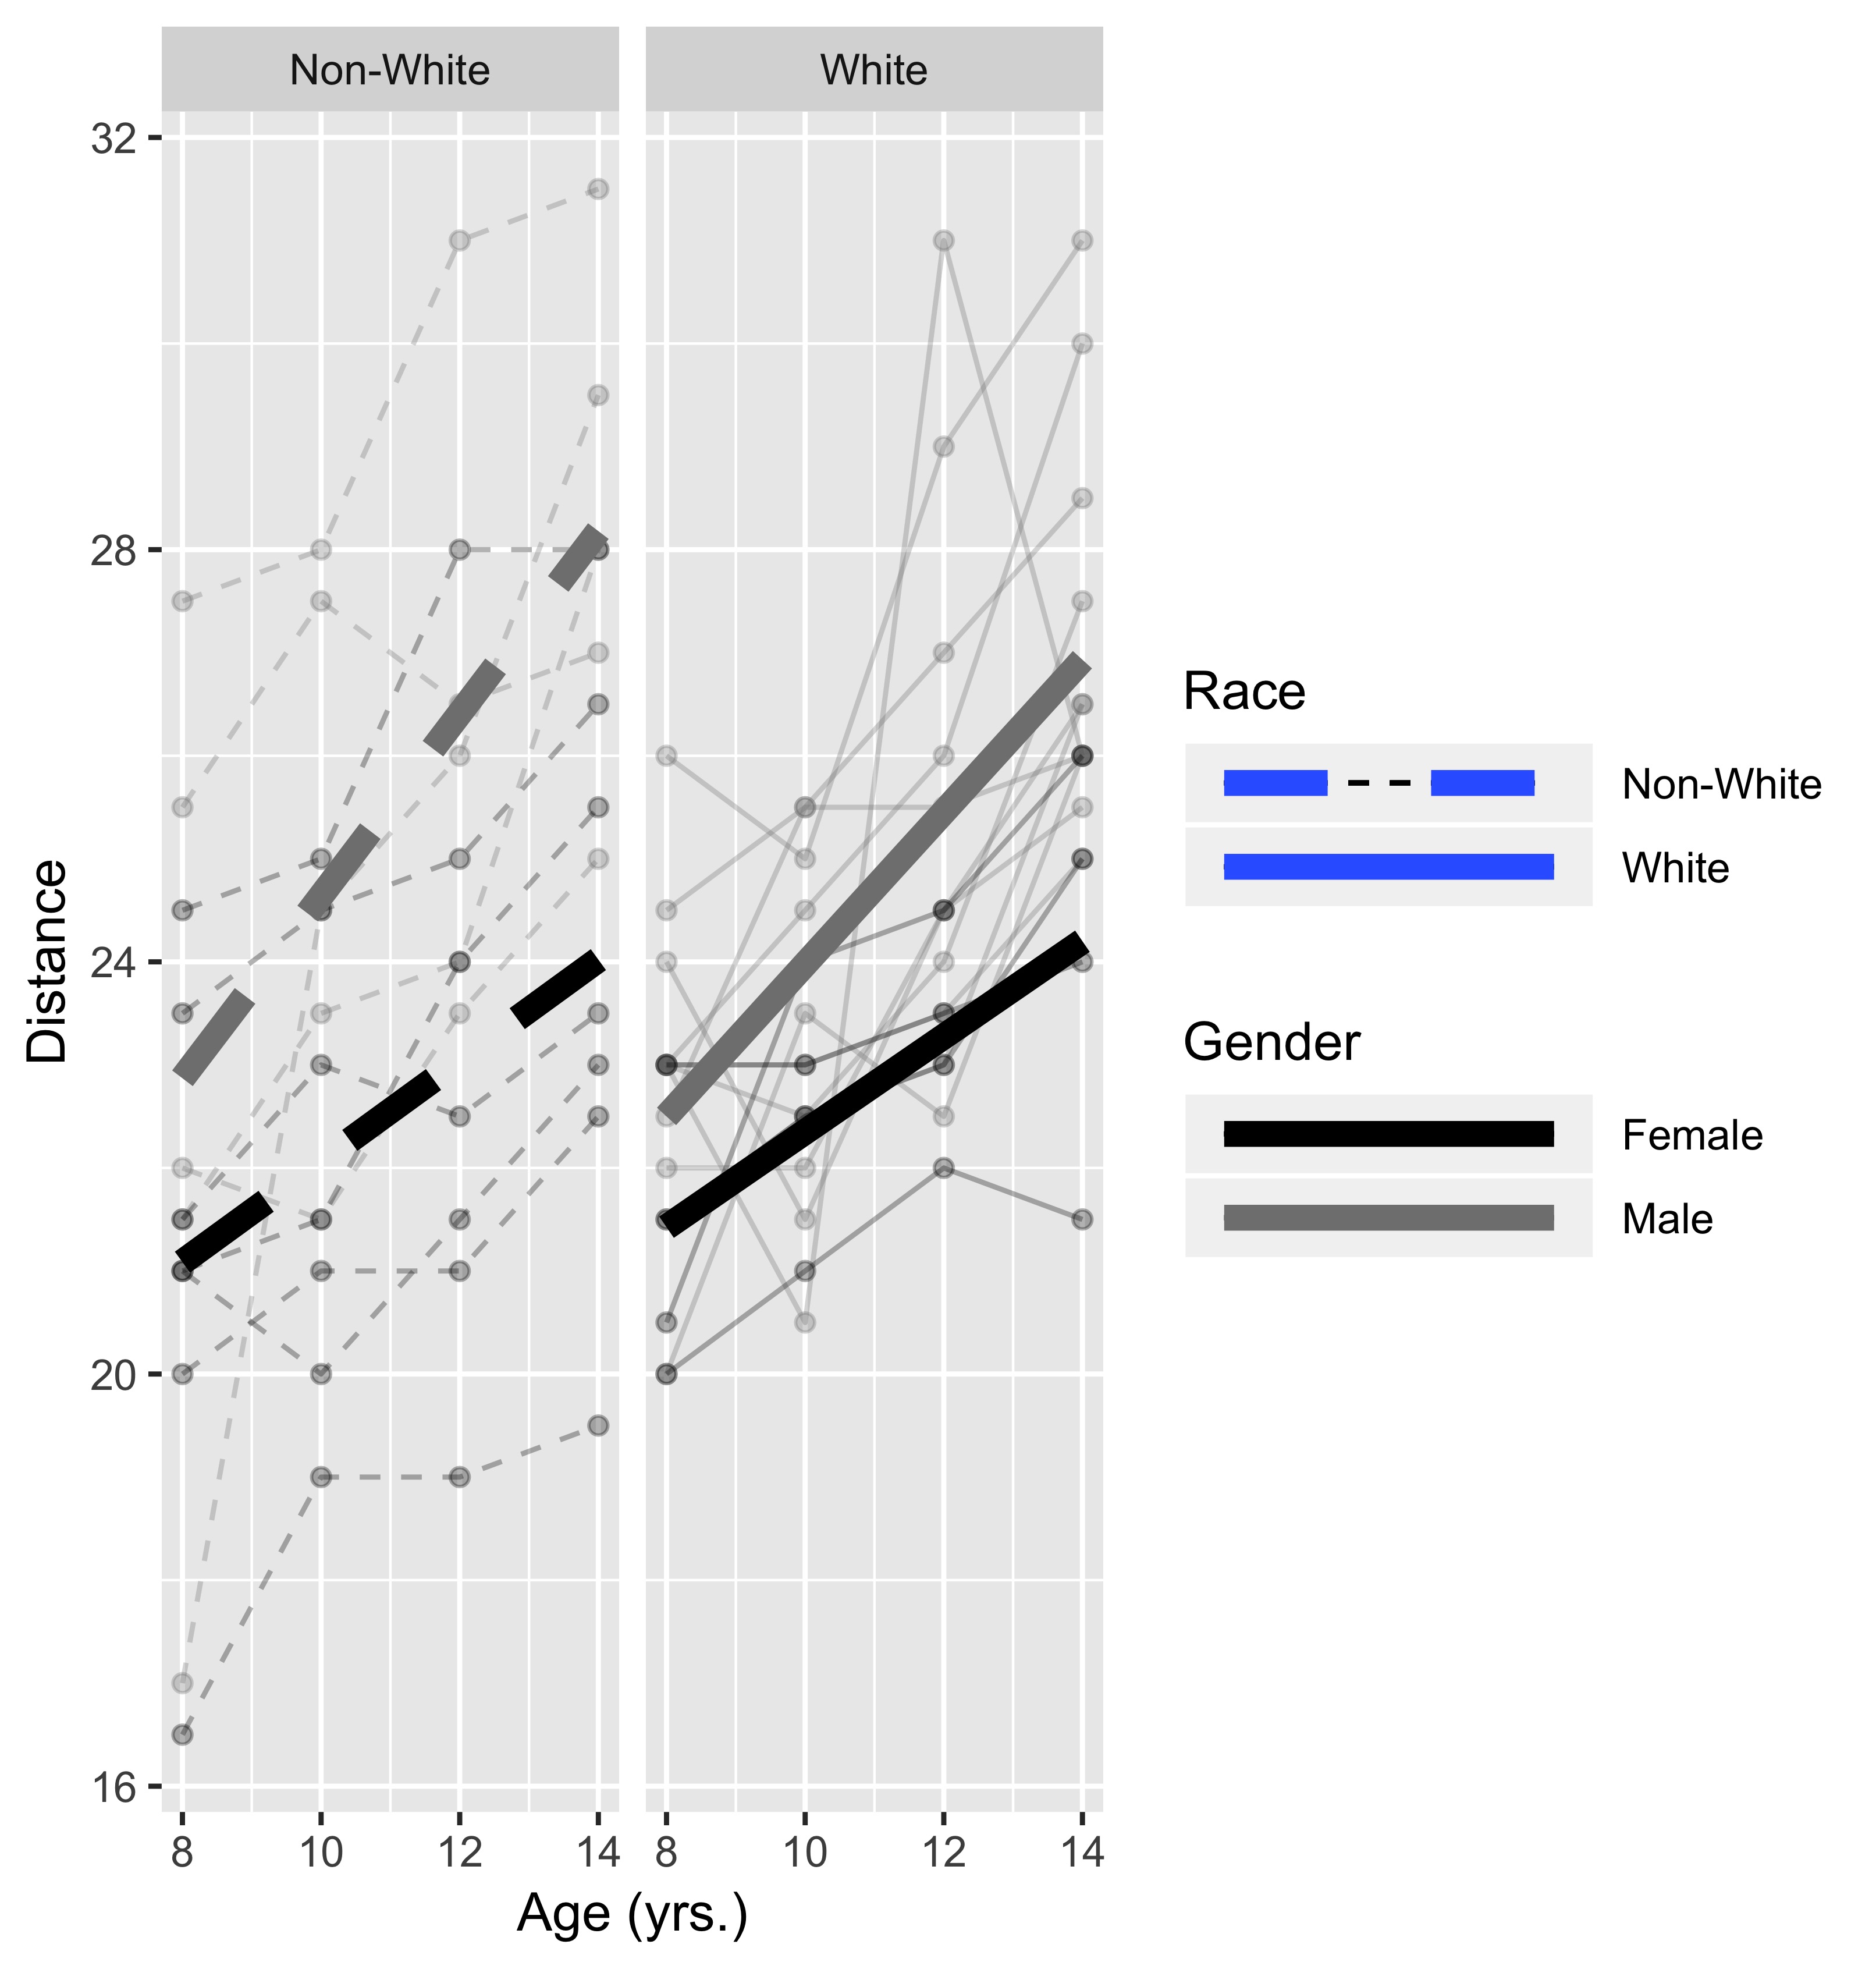 Non-White White
32
28
24
20
16
Distance
8 10 12 14 8 10 12 14
Age (yrs.)
Race
Non-White
White
Gender
Female
Male